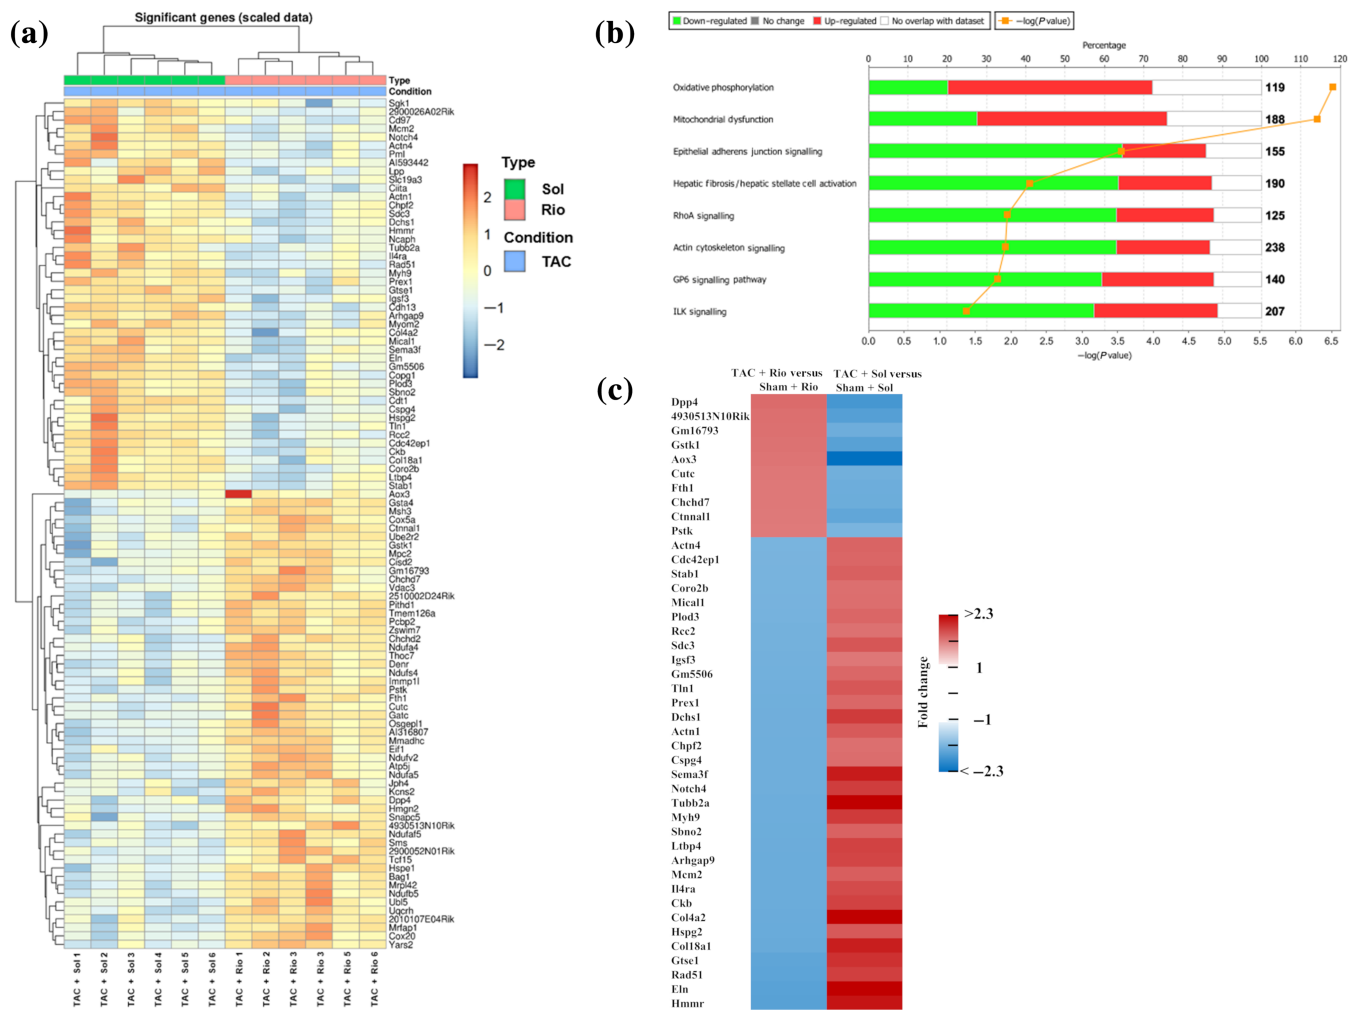 (a)
Significant genes (scaled data)
Type
Condition
Sgk1
2900026A02Rik
Cd97
Mcm2
Notch4
Actn4
Pml
AI593442
Lpp
Slc19a3
Ciita
Actn1
Chpf2
Sdc3
Dchs1
Hmmr
Ncaph
Tubb2a
Il4ra
Rad51
Myh9
Prex1
Gtse1
Igsf3
Cdh13
Arhgap9
Myom2
Col4a2
Mical1
Sema3f
Eln
Gm5506
Copg1
Plod3
Sbno2
Cdt1
Cspg4
Hspg2
Tln1
Rcc2
Cdc42ep1
Ckb
Col18a1
Coro2b
Ltbp4
Stab1
Aox3
Gsta4
Msh3
Cox5a
Ctnnal1
Ube2r2
Gstk1
Mpc2
Cisd2
Gm16793
Chchd7
Vdac3
2510002D24Rik
Pithd1
Tmem126a
Pcbp2
Zswim7
Chchd2
Ndufa4
Thoc7
Denr
Ndufs4
Immp1l
Pstk
Fth1
Cutc
Gatc
Osgepl1
AI316807
Mmadhc
Eif1
Ndufv2
Atp5j
Ndufa5
Jph4
Kcns2
Dpp4
Hmgn2
Snapc5
4930513N10Rik
Ndufaf5
Sms
2900052N01Rik
Tcf15
Hspe1
Bag1
Mrpl42
Ndufb5
Ubl5
Uqcrh
2010107E04Rik
Mrfap1
Cox20
Yars2
TAC + Sol 1
TAC + Sol 2
TAC + Sol 3
TAC + Sol 4
TAC + Sol 5
TAC + Sol 6
TAC + Rio 1
TAC + Rio 2
TAC + Rio 3
TAC + Rio 3
TAC + Rio 5
TAC + Rio 6
2
1
0
−1
−2
Type
Sol
Rio
Condition
TAC
(b)
Down-regulated No change Up-regulated No overlap with dataset −log(P value)
Percentage
0 10 20 30 40 50 60 70 80 90 100 110 120
Oxidative phosphorylation 119
Mitochondrial dysfunction 188
Epithelial adherens junction signalling 155
Hepatic fibrosis/hepatic stellate cell activation 190
RhoA signalling 125
Actin cytoskeleton signalling 238
GP6 signalling pathway 140
ILK signalling 207
0.0 0.5 1.0 1.5 2.0 2.5 3.0 3.5 4.0 4.5 5.0 5.5 6.0 6.5
−log(P value)
(c)
TAC + Rio versus TAC + Sol versus
Sham + Rio Sham + Sol
Dpp4
4930513N10Rik
Gm16793
Gstk1
Aox3
Cutc
Fth1
Chchd7
Ctnnal1
Pstk
Actn4
Cdc42ep1
Stab1
Coro2b
Mical1
Plod3
Rcc2
Sdc3
Igsf3
Gm5506
Tln1
Prex1
Dchs1
Actn1
Chpf2
Cspg4
Sema3f
Notch4
Tubb2a
Myh9
Sbno2
Ltbp4
Arhgap9
Mcm2
Il4ra
Ckb
Col4a2
Hspg2
Col18a1
Gtse1
Rad51
Eln
Hmmr
Fold change
>2.3
1
−1
< −2.3